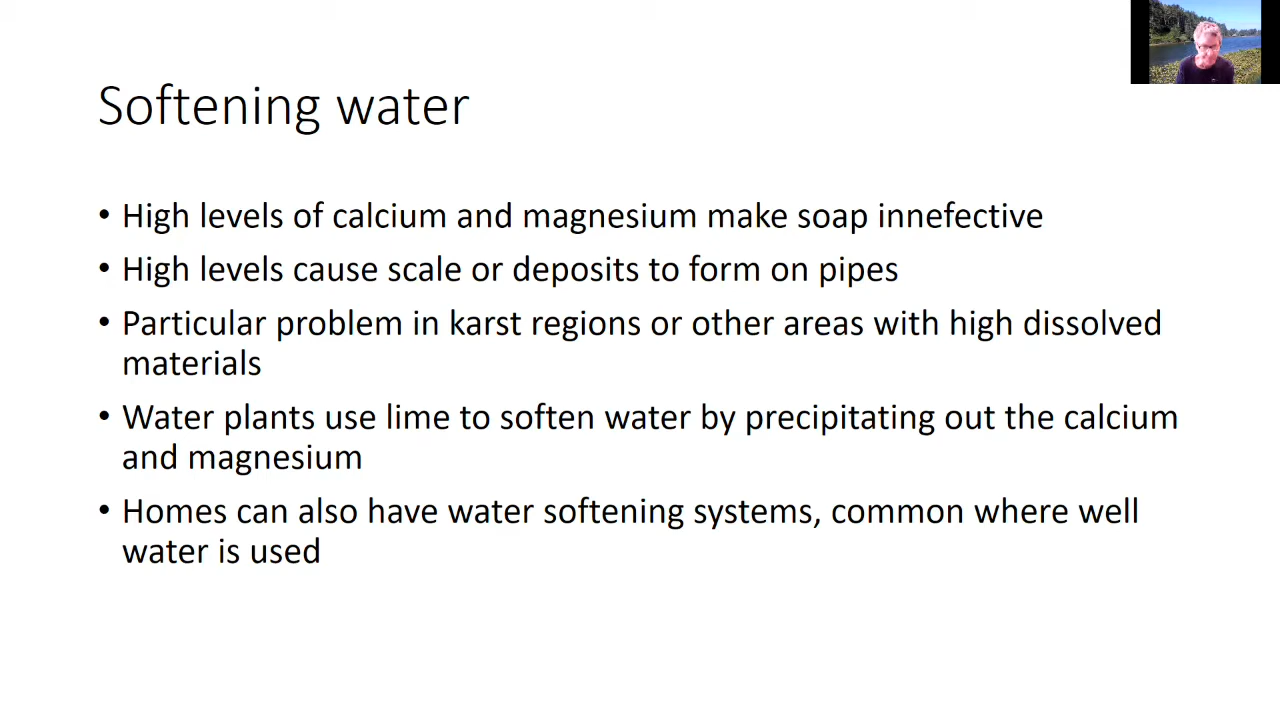 Softening water
• High levels of calcium and magnesium make soap innefective
• High levels cause scale or deposits to form on pipes
• Particular problem in karst regions or other areas with high dissolved
materials
• Water plants use lime to soften water by precipitating out the calcium
and magnesium
• Homes can also have water softening systems, common where well
water is used